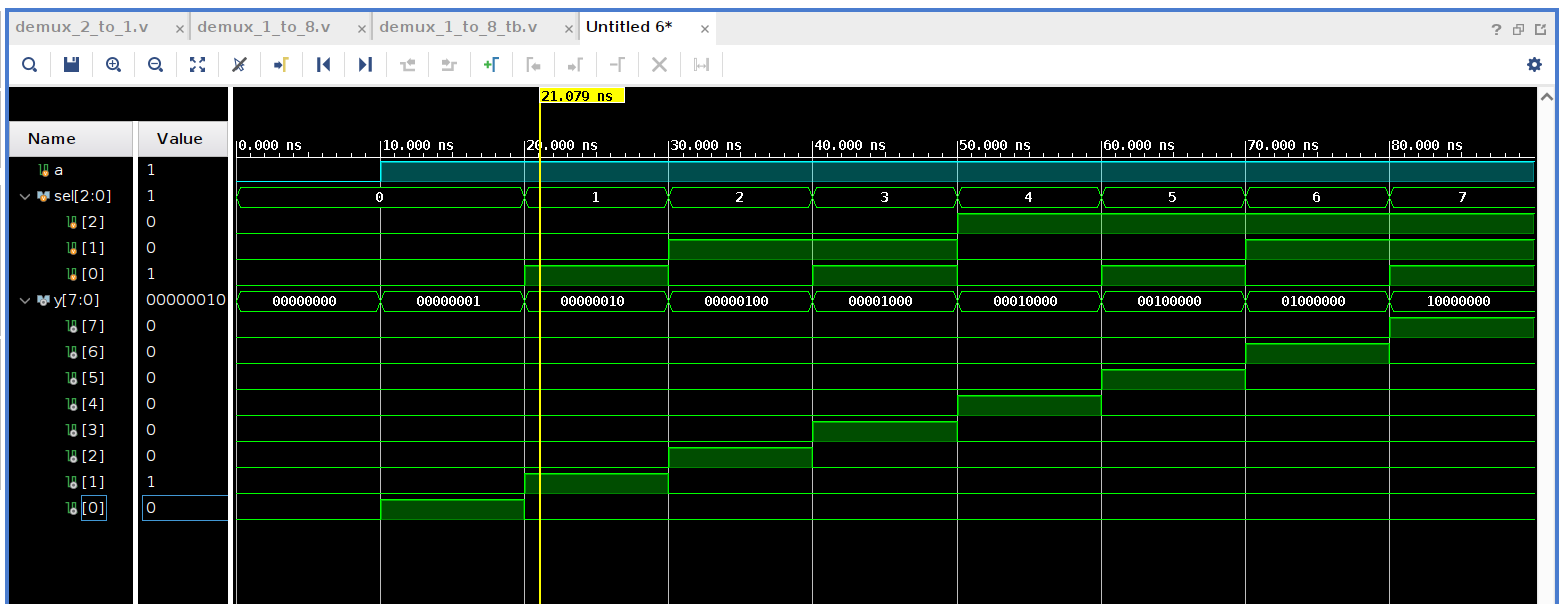 demux_2_to_1.v × demux_1_to_8.v × demux_1_to_8_tb.v × Untitled 6* ×
21.079 ns
Name Value 0.000 ns 10.000 ns 20.000 ns 30.000 ns 40.000 ns 50.000 ns 60.000 ns 70.000 ns 80.000 ns
a 1
sel[2:0] 1 0 1 2 3 4 5 6 7
[2] 0
[1] 0
[0] 1
y[7:0] 00000010 00000000 00000001 00000010 00000100 00001000 00010000 00100000 01000000 10000000
[7] 0
[6] 0
[5] 0
[4] 0
[3] 0
[2] 0
[1] 1
[0] 0